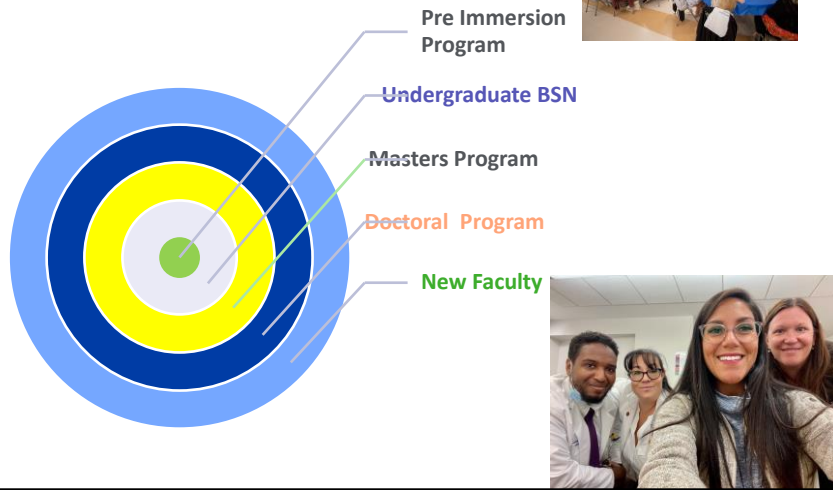 Pre Immersion
Program
Undergraduate BSN
Masters Program
Doctoral  Program
New Faculty